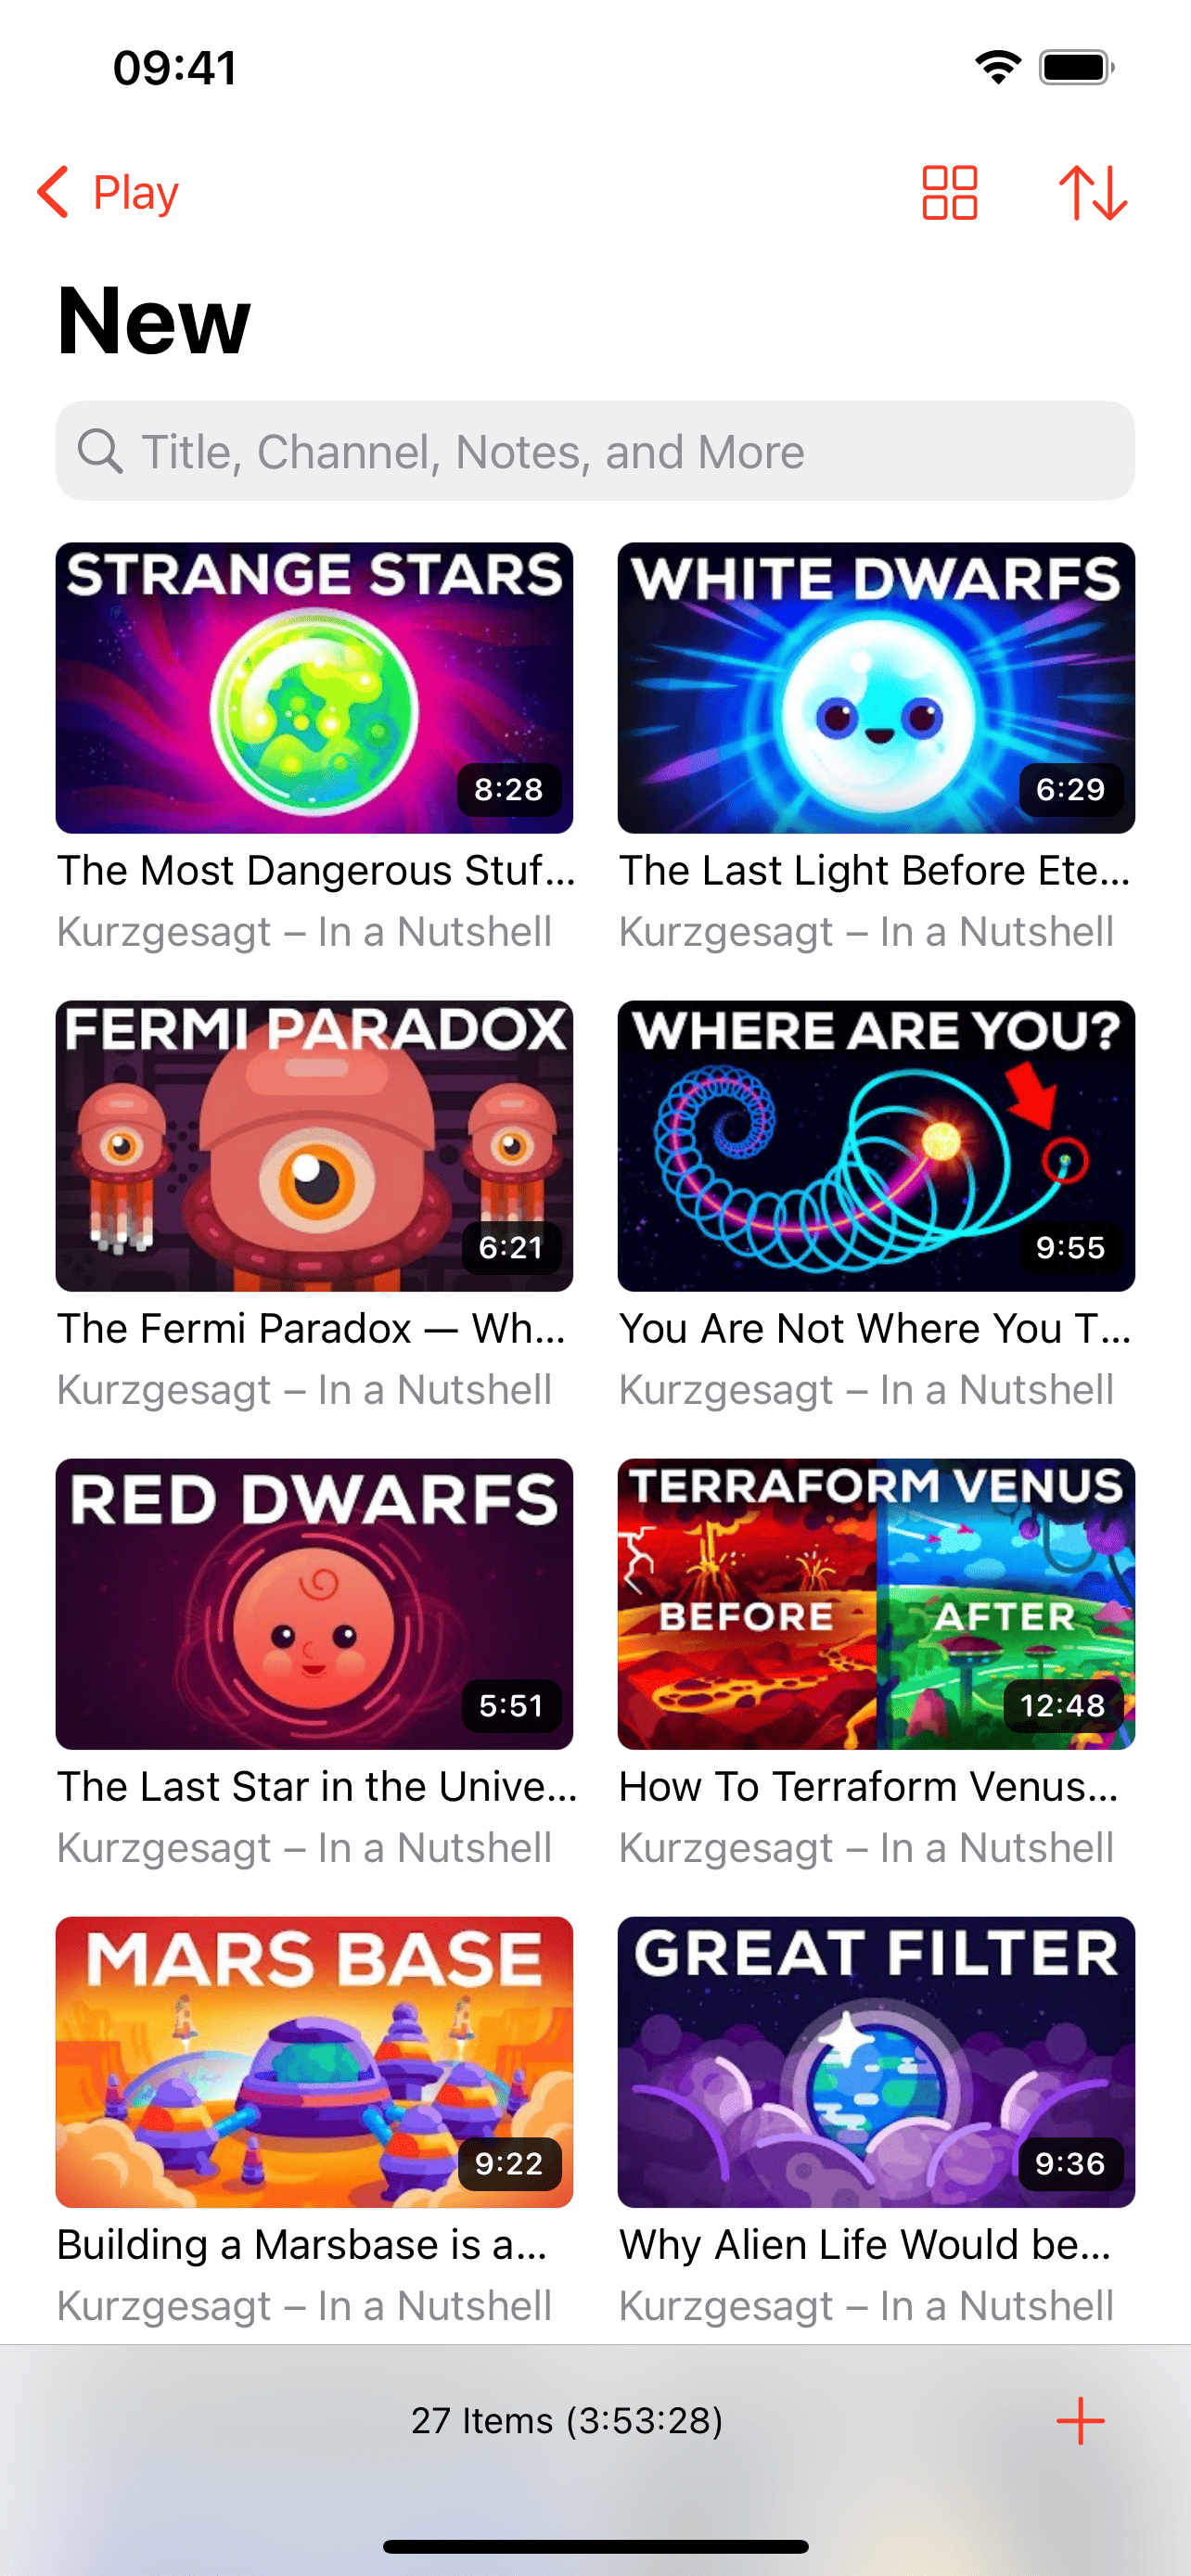 09:41
Play
New
Title, Channel, Notes, and More
STRANGE STARS
8:28
The Most Dangerous Stuf...
Kurzgesagt – In a Nutshell
WHITE DWARFS
6:29
The Last Light Before Ete...
Kurzgesagt – In a Nutshell
FERMI PARADOX
6:21
The Fermi Paradox — Wh...
Kurzgesagt – In a Nutshell
WHERE ARE YOU?
9:55
You Are Not Where You T...
Kurzgesagt – In a Nutshell
RED DWARFS
5:51
The Last Star in the Unive...
Kurzgesagt – In a Nutshell
TERRAFORM VENUS
BEFORE
AFTER
12:48
How To Terraform Venus...
Kurzgesagt – In a Nutshell
MARS BASE
9:22
Building a Marsbase is a...
Kurzgesagt – In a Nutshell
GREAT FILTER
9:36
Why Alien Life Would be...
Kurzgesagt – In a Nutshell
27 Items (3:53:28)